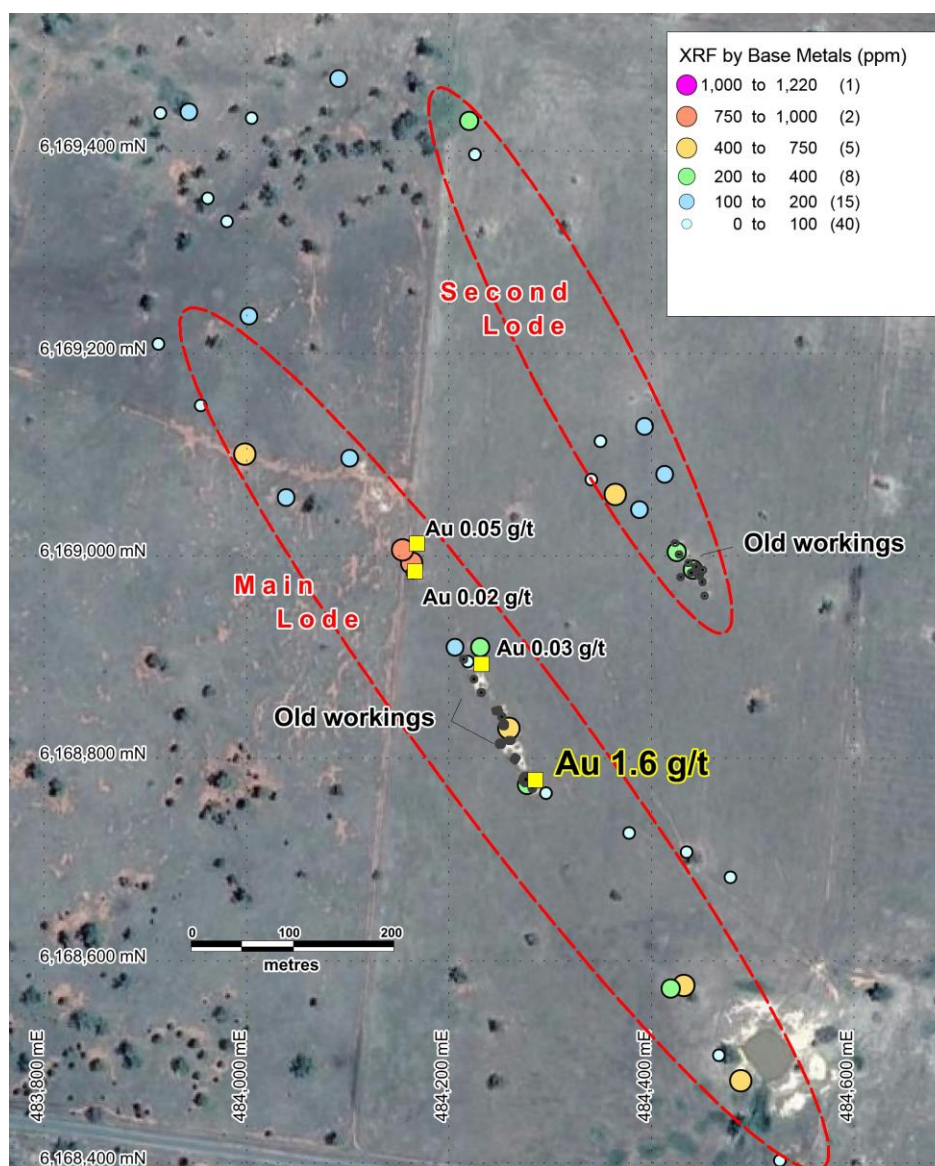 XRF by Base Metals (ppm)
1,000 to 1,220 (1)
750 to 1,000 (2)
400 to 750 (5)
200 to 400 (8)
100 to 200 (15)
0 to 100 (40)
6,169,400 mN
Second
Lode
6,169,200 mN
Au 0.05 g/t
Old workings
6,169,000 mN
Main
Lode
Au 0.02 g/t
Au 0.03 g/t
Old workings
6,168,800 mN
Au 1.6 g/t
0 100 200
metres
6,168,600 mN
483,800 mE
484,000 mE
484,200 mE
484,400 mE
484,600 mE
6,168,400 mN